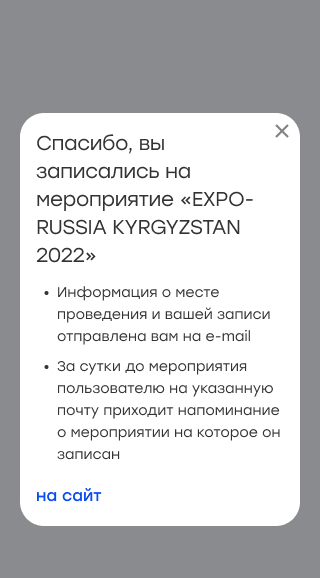 Спасибо, вы
записались на
мероприятие «EXPO-
RUSSIA KYRGYZSTAN
2022»
• Информация о месте
проведения и вашей записи
отправлена вам на e-mail
• За сутки до мероприятия
пользователю на указанную
почту приходит напоминание
о мероприятии на которое он
записан
на сайт